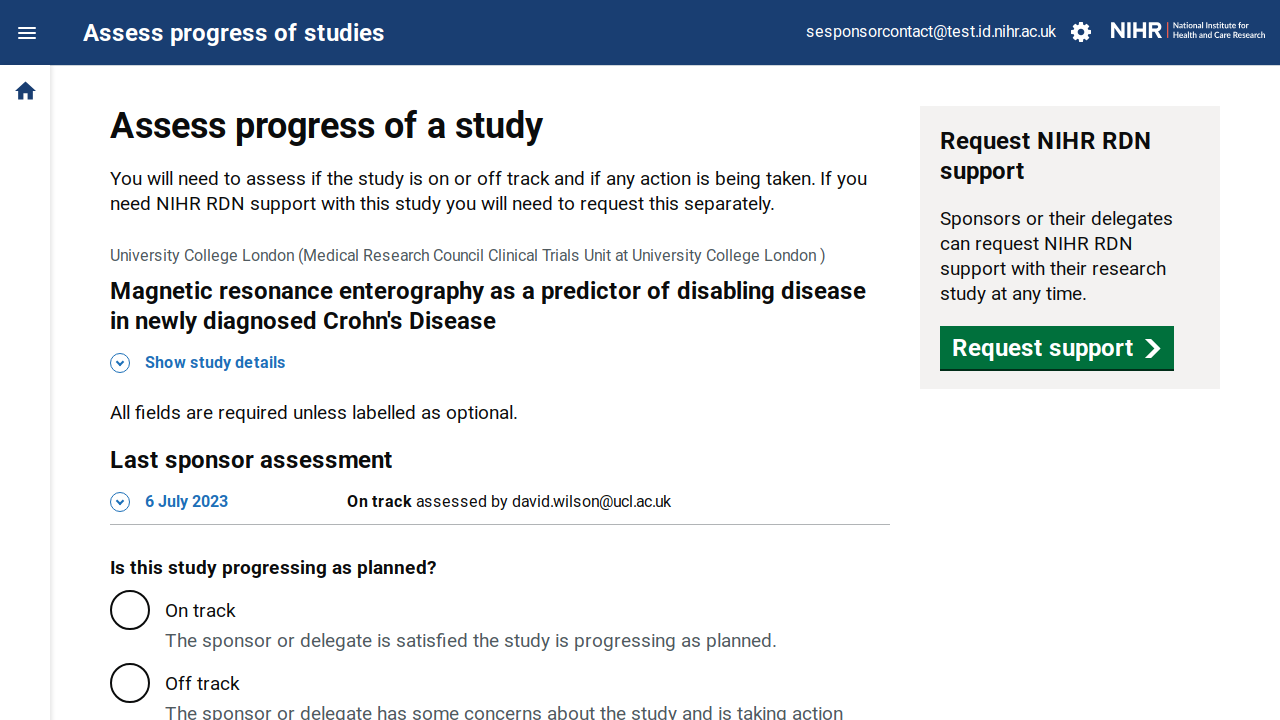 Assess progress of studies
sesponsorcontact@test.id.nihr.ac.uk
NIHR | National Institute for
Health and Care Research
Assess progress of a study
You will need to assess if the study is on or off track and if any action is being taken. If you
need NIHR RDN support with this study you will need to request this separately.
University College London (Medical Research Council Clinical Trials Unit at University College London )
Magnetic resonance enterography as a predictor of disabling disease
in newly diagnosed Crohn's Disease
Show study details
All fields are required unless labelled as optional.
Last sponsor assessment
6 July 2023 On track assessed by david.wilson@ucl.ac.uk
Is this study progressing as planned?
On track
The sponsor or delegate is satisfied the study is progressing as planned.
Off track
The sponsor or delegate has some concerns about the study and is taking action
Request NIHR RDN
support
Sponsors or their delegates
can request NIHR RDN
support with their research
study at any time.
Request support